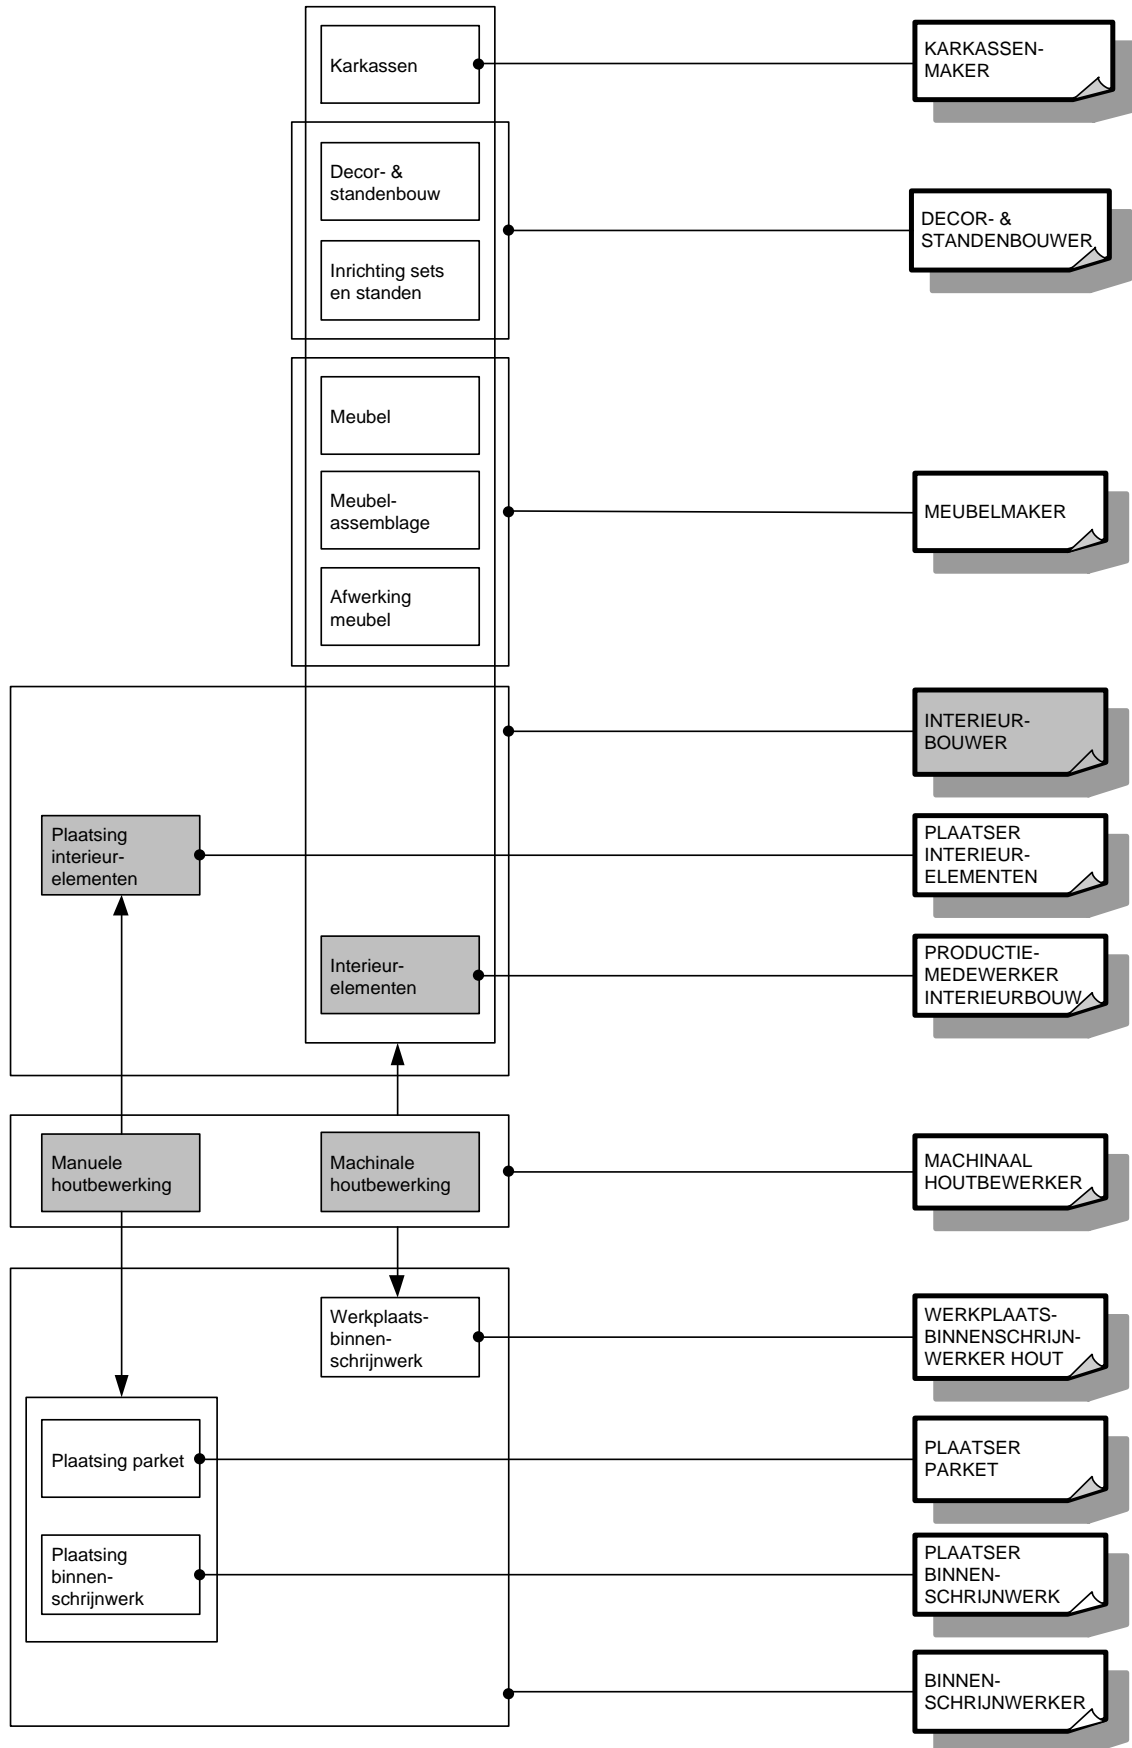 Karkassen
KARKASSEN-
MAKER
Decor- &
standenbouw
Inrichting sets
en standen
DECOR- &
STANDENBOUWER
Meubel
Meubel-
assemblage
Afwerking
meubel
MEUBELMAKER
INTERIEUR-
BOUWER
Plaatsing
interieur-
elementen
PLAATSER
INTERIEUR-
ELEMENTEN
Interieur-
elementen
PRODUCTIE-
MEDEWERKER
INTERIEURBOUW
Manuele
houtbewerking
Machinale
houtbewerking
MACHINAAL
HOUTBEWERKER
Werkplaats-
binnen-
schrijnwerk
WERKPLAATS-
BINNENSCHRIJN-
WERKER HOUT
Plaatsing parket
PLAATSER
PARKET
Plaatsing
binnen-
schrijnwerk
PLAATSER
BINNEN-
SCHRIJNWERK
BINNEN-
SCHRIJNWERKER